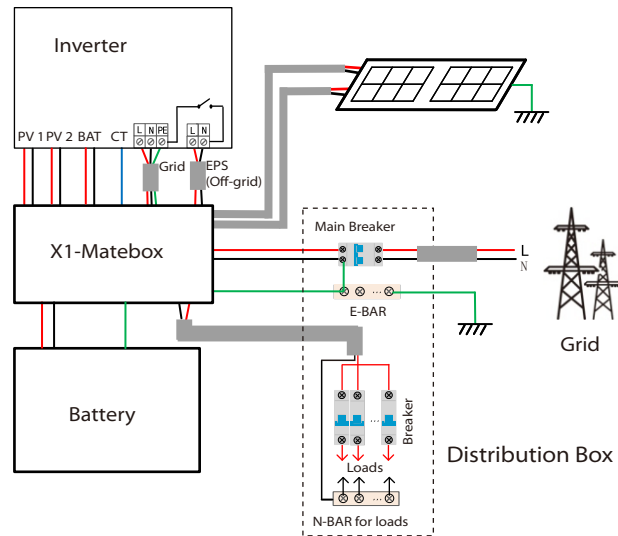 Inverter
PV 1 PV 2 BAT CT
L N PE
L N
Grid
EPS
(Off-grid)
X1-Matebox
Main Breaker
L
N
E-BAR
Grid
Battery
Breaker
Loads
Distribution Box
N-BAR for loads